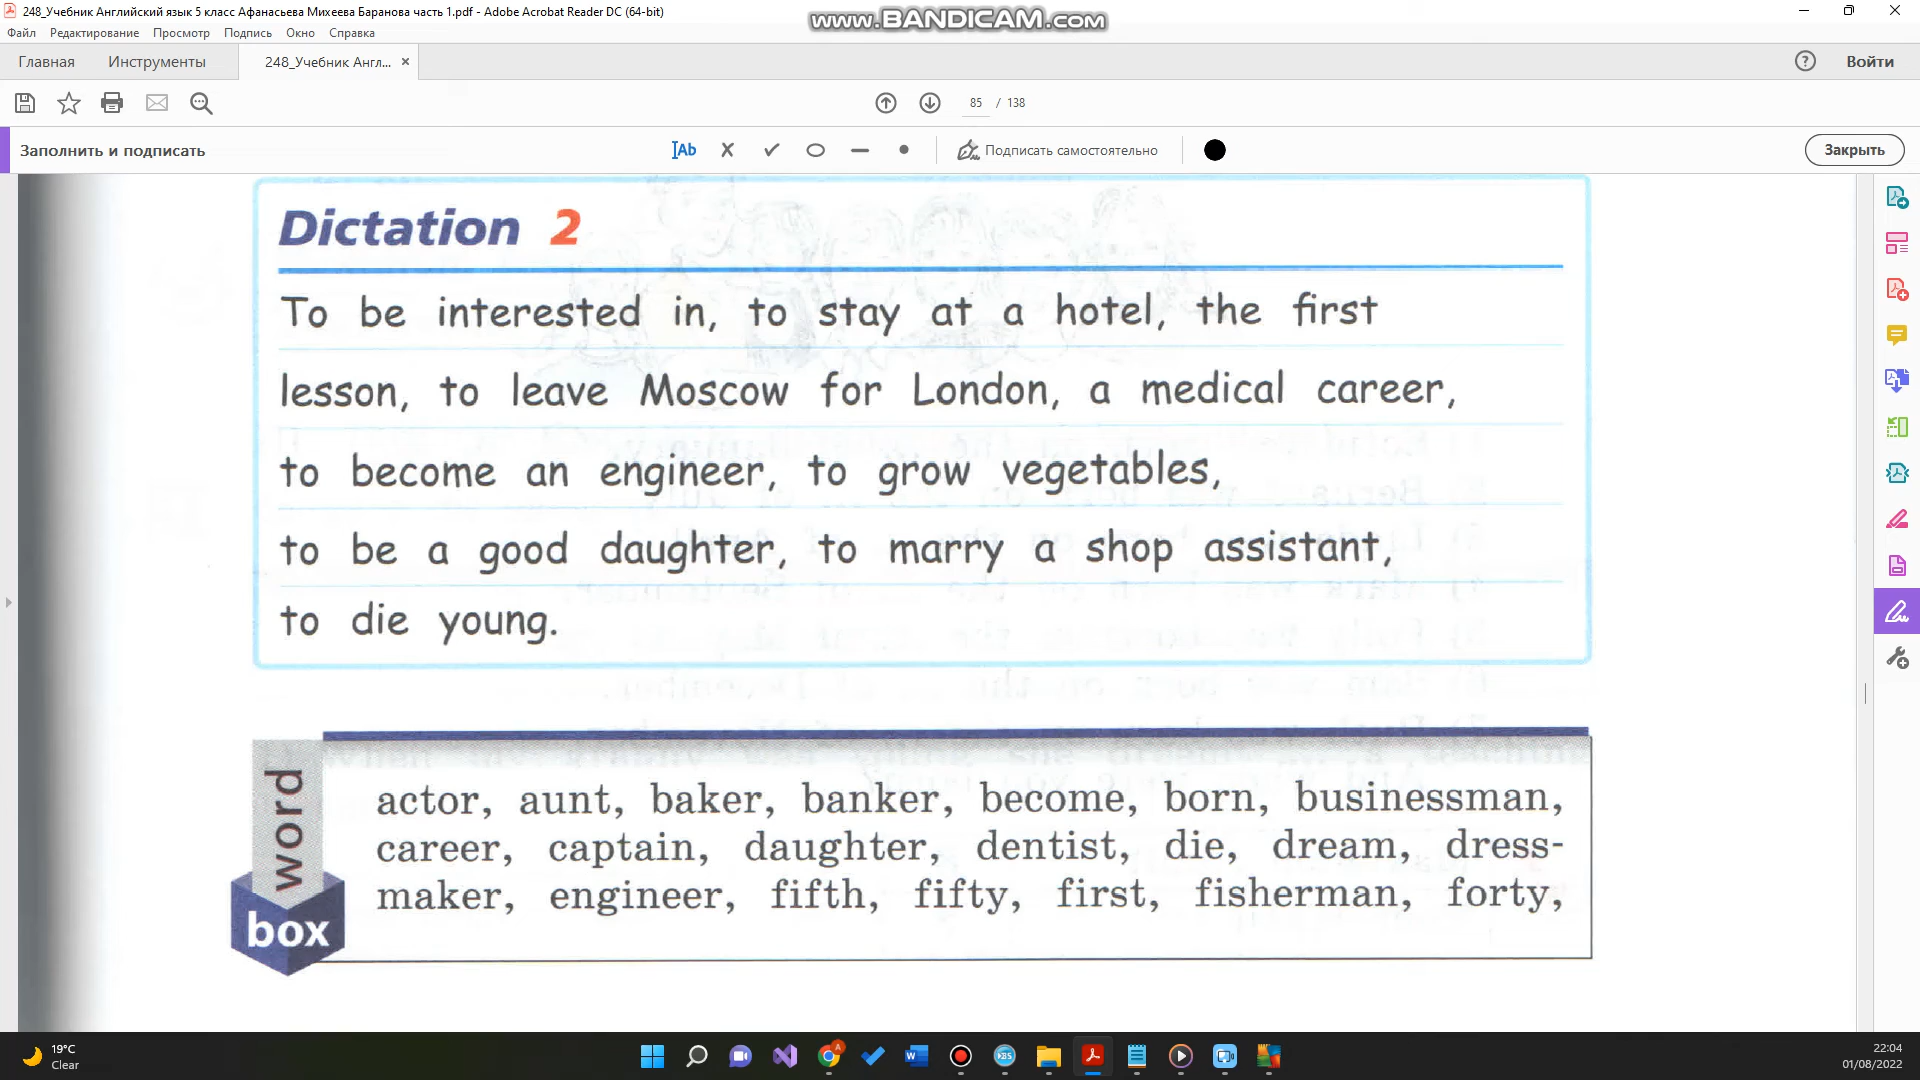 248_Учебник Английский язык 5 класс Афанасьева Михеева Баранова часть 1.pdf - Adobe Acrobat Reader DC (64-bit)
www.BANDICAM.com
Файл Редактирование Просмотр Подпись Окно Справка
Главная Инструменты 248_Учебник Англ... Войти
85 / 138
Заполнить и подписать Ab Подписать самостоятельно Закрыть
Dictation 2
To be interested in, to stay at a hotel, the first
lesson, to leave Moscow for London, a medical career,
to become an engineer, to grow vegetables,
to be a good daughter, to marry a shop assistant,
to die young.
word box
actor, aunt, baker, banker, become, born, businessman,
career, captain, daughter, dentist, die, dream, dress-
maker, engineer, fifth, fifty, first, fisherman, forty,
19°C
Clear
22:04
01/08/2022